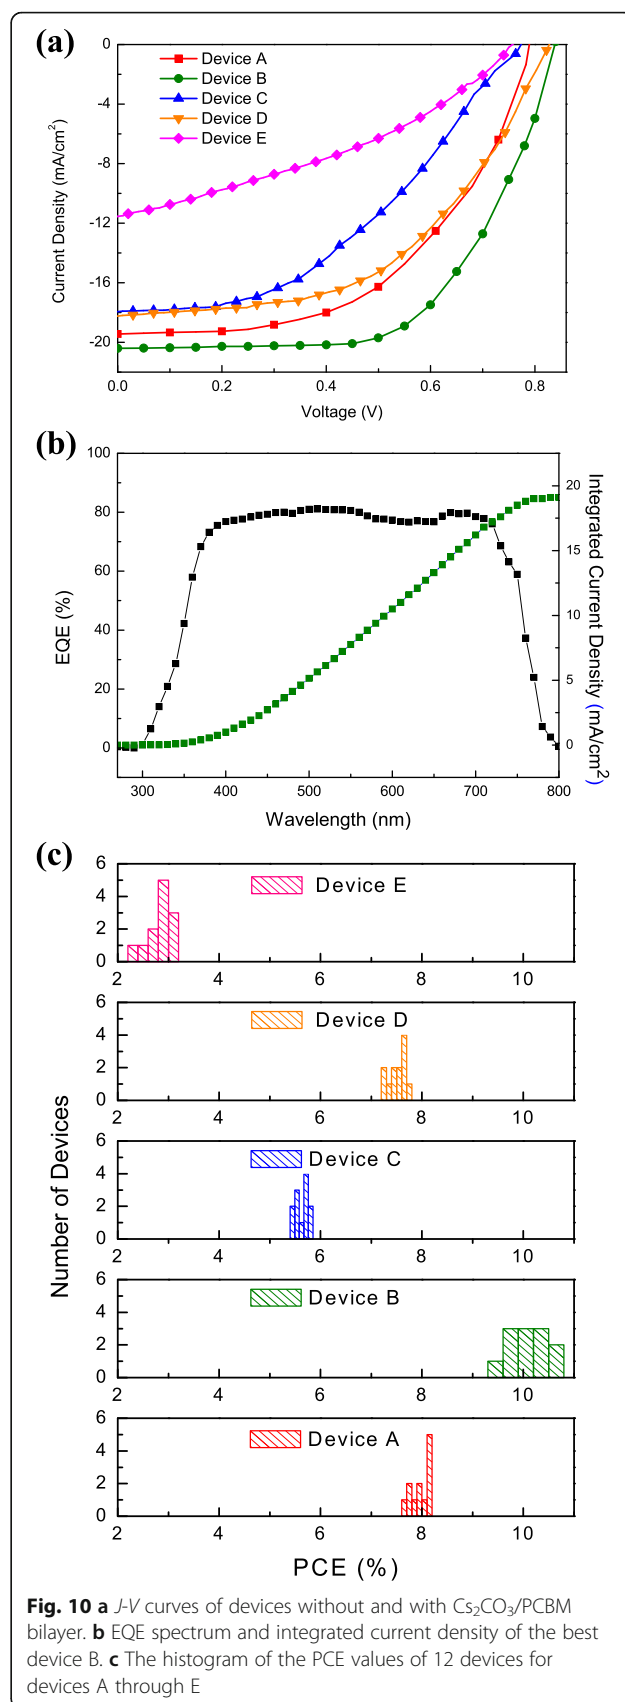 (a)
0
-4
-8
-12
-16
-20
Current Density (mA/cm²)
Device A
Device B
Device C
Device D
Device E
0.0 0.2 0.4 0.6 0.8
Voltage (V)
(b)
100
80
60
40
20
0
EQE (%)
20
15
10
5
0
Integrated Current Density (mA/cm²)
300 400 500 600 700 800
Wavelength (nm)
(c)
Number of Devices
6
4
2
0
Device E
2 4 6 8 10
6
4
2
0
Device D
2 4 6 8 10
6
4
2
0
Device C
2 4 6 8 10
6
4
2
0
Device B
2 4 6 8 10
6
4
2
0
Device A
2 4 6 8 10
PCE (%)
Fig. 10 a J-V curves of devices without and with Cs₂CO₃/PCBM
bilayer. b EQE spectrum and integrated current density of the best
device B. c The histogram of the PCE values of 12 devices for
devices A through E